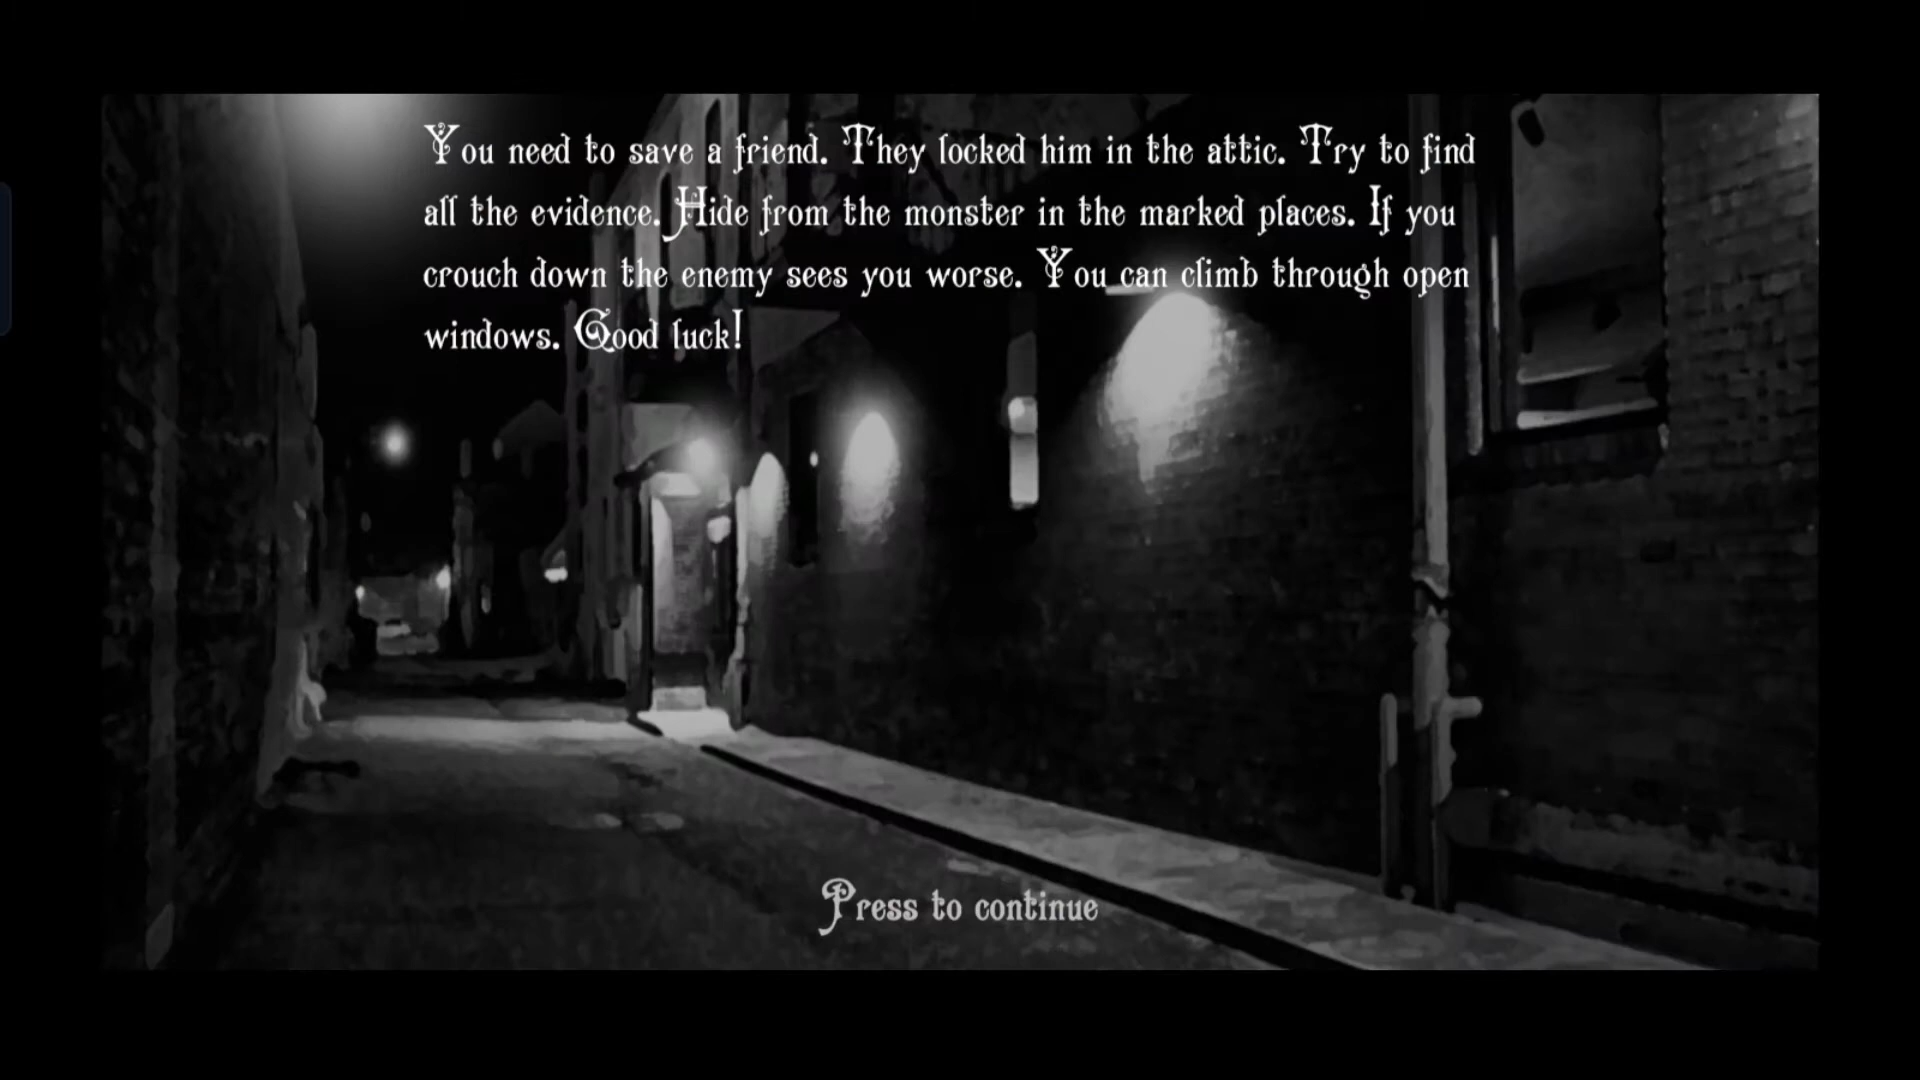 You need to save a friend. They locked him in the attic. Try to find
all the evidence. Hide from the monster in the marked places. If you
crouch down the enemy sees you worse. You can climb through open
windows. Good luck!
Press to continue